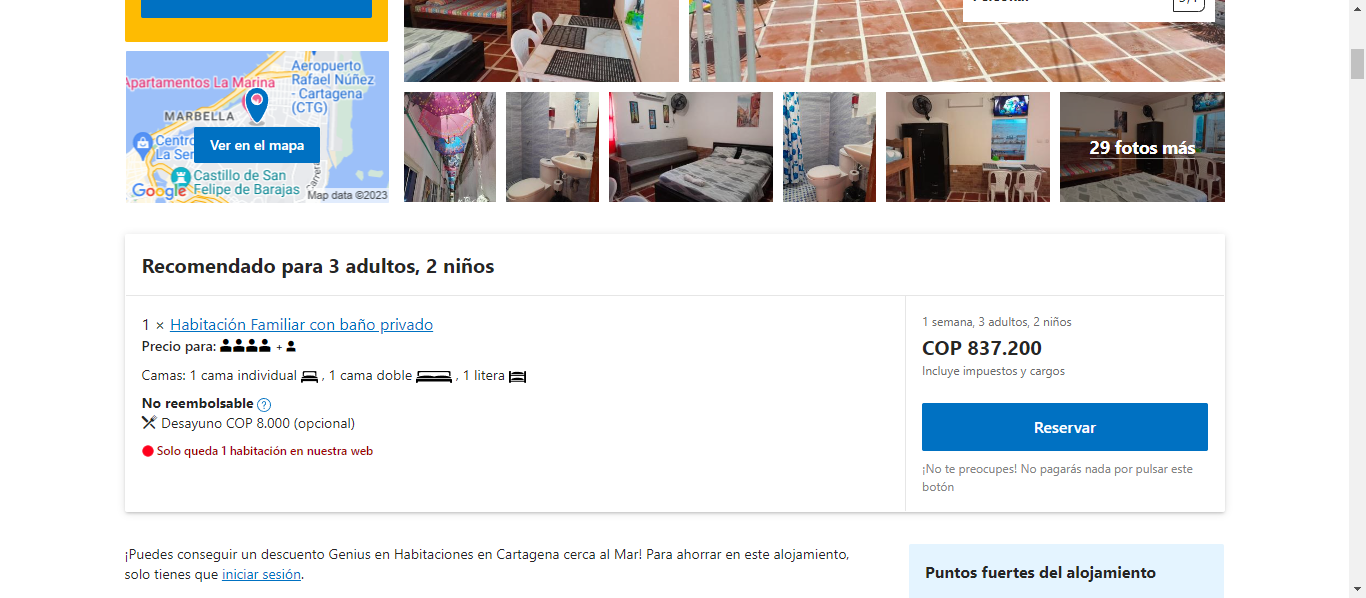 Aeropuerto
Rafael Núñez
- Cartagena
(CTG)
Apartamentos La Marina
MARBELLA
Centro
La Ser
Ver en el mapa
Castillo de San
Felipe de Barajas
Carrera
Google
Map data ©2023
29 fotos más
Recomendado para 3 adultos, 2 niños
1 × Habitación Familiar con baño privado
Precio para: +
Camas: 1 cama individual , 1 cama doble , 1 litera
No reembolsable ?
Desayuno COP 8.000 (opcional)
Solo queda 1 habitación en nuestra web
1 semana, 3 adultos, 2 niños
COP 837.200
Incluye impuestos y cargos
Reservar
¡No te preocupes! No pagarás nada por pulsar este
botón
¡Puedes conseguir un descuento Genius en Habitaciones en Cartagena cerca al Mar! Para ahorrar en este alojamiento,
solo tienes que iniciar sesión.
Puntos fuertes del alojamiento